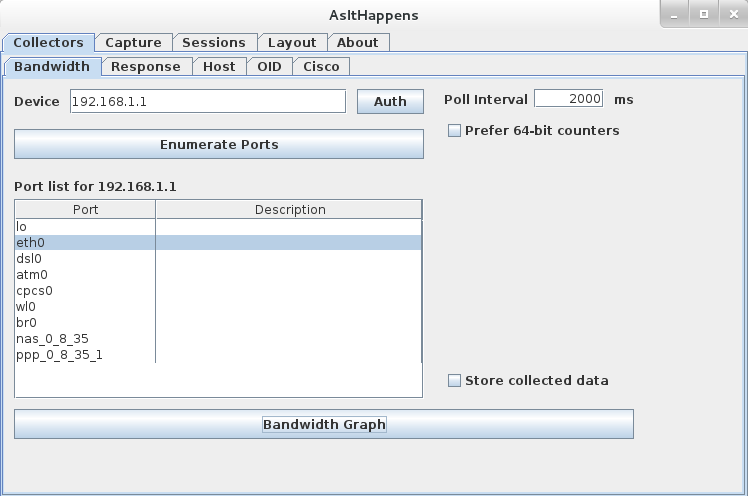 AsItHappens
Collectors Capture Sessions Layout About
Bandwidth Response Host OID Cisco
Device 192.168.1.1 Auth Poll Interval 2000 ms
Prefer 64-bit counters
Enumerate Ports
Port list for 192.168.1.1
Port Description
lo
eth0
dsl0
atm0
cpcs0
wl0
br0
nas_0_8_35
ppp_0_8_35_1
Store collected data
Bandwidth Graph